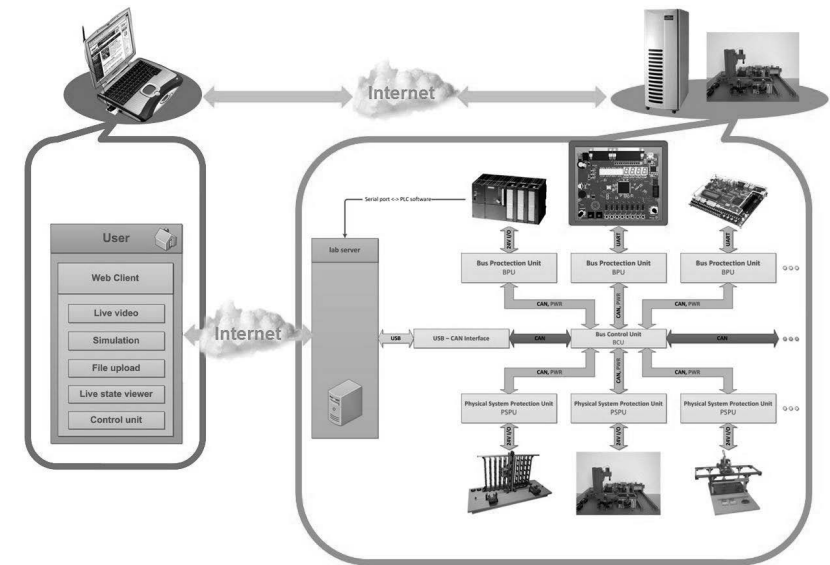 Internet
Serial port <-> PLC software
24V I/O
UART
UART
User
Web Client
Live video
Simulation
File upload
Live state viewer
Control unit
Internet
lab server
Bus Proctection Unit
BPU
Bus Proctection Unit
BPU
Bus Proctection Unit
BPU
CAN, PWR
CAN, PWR
CAN, PWR
USB
USB – CAN Interface
CAN
Bus Control Unit
BCU
CAN
CAN, PWR
CAN, PWR
CAN, PWR
Physical System Protection Unit
PSPU
Physical System Protection Unit
PSPU
Physical System Protection Unit
PSPU
24V I/O
24V I/O
24V I/O